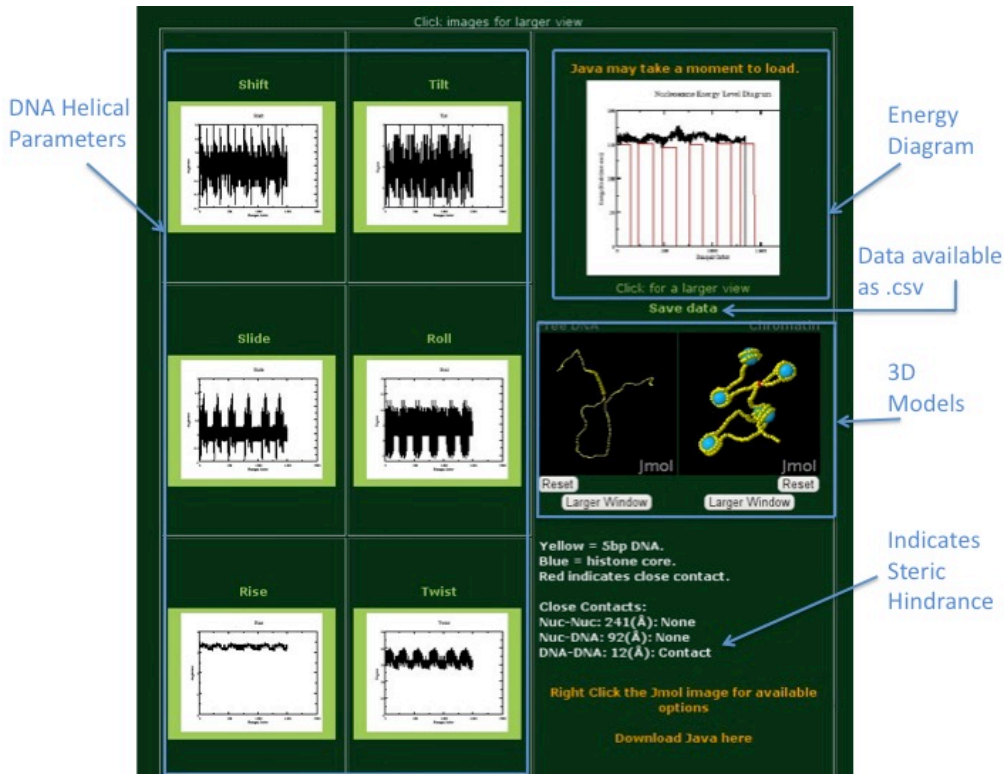 Click images for larger view
DNA Helical
Parameters
Shift
Tilt
Slide
Roll
Rise
Twist
Java may take a moment to load.
Nucleosome Energy Level Diagram
Click for a larger view
Save data
Energy
Diagram
Data available
as .csv
Free DNA
Chromatin
Jmol
Jmol
Reset
Reset
Larger Window
Larger Window
3D
Models
Yellow = 5bp DNA.
Blue = histone core.
Red indicates close contact.
Close Contacts:
Nuc-Nuc: 241(Å): None
Nuc-DNA: 92(Å): None
DNA-DNA: 12(Å): Contact
Indicates
Steric
Hindrance
Right Click the Jmol image for available
options
Download Java here